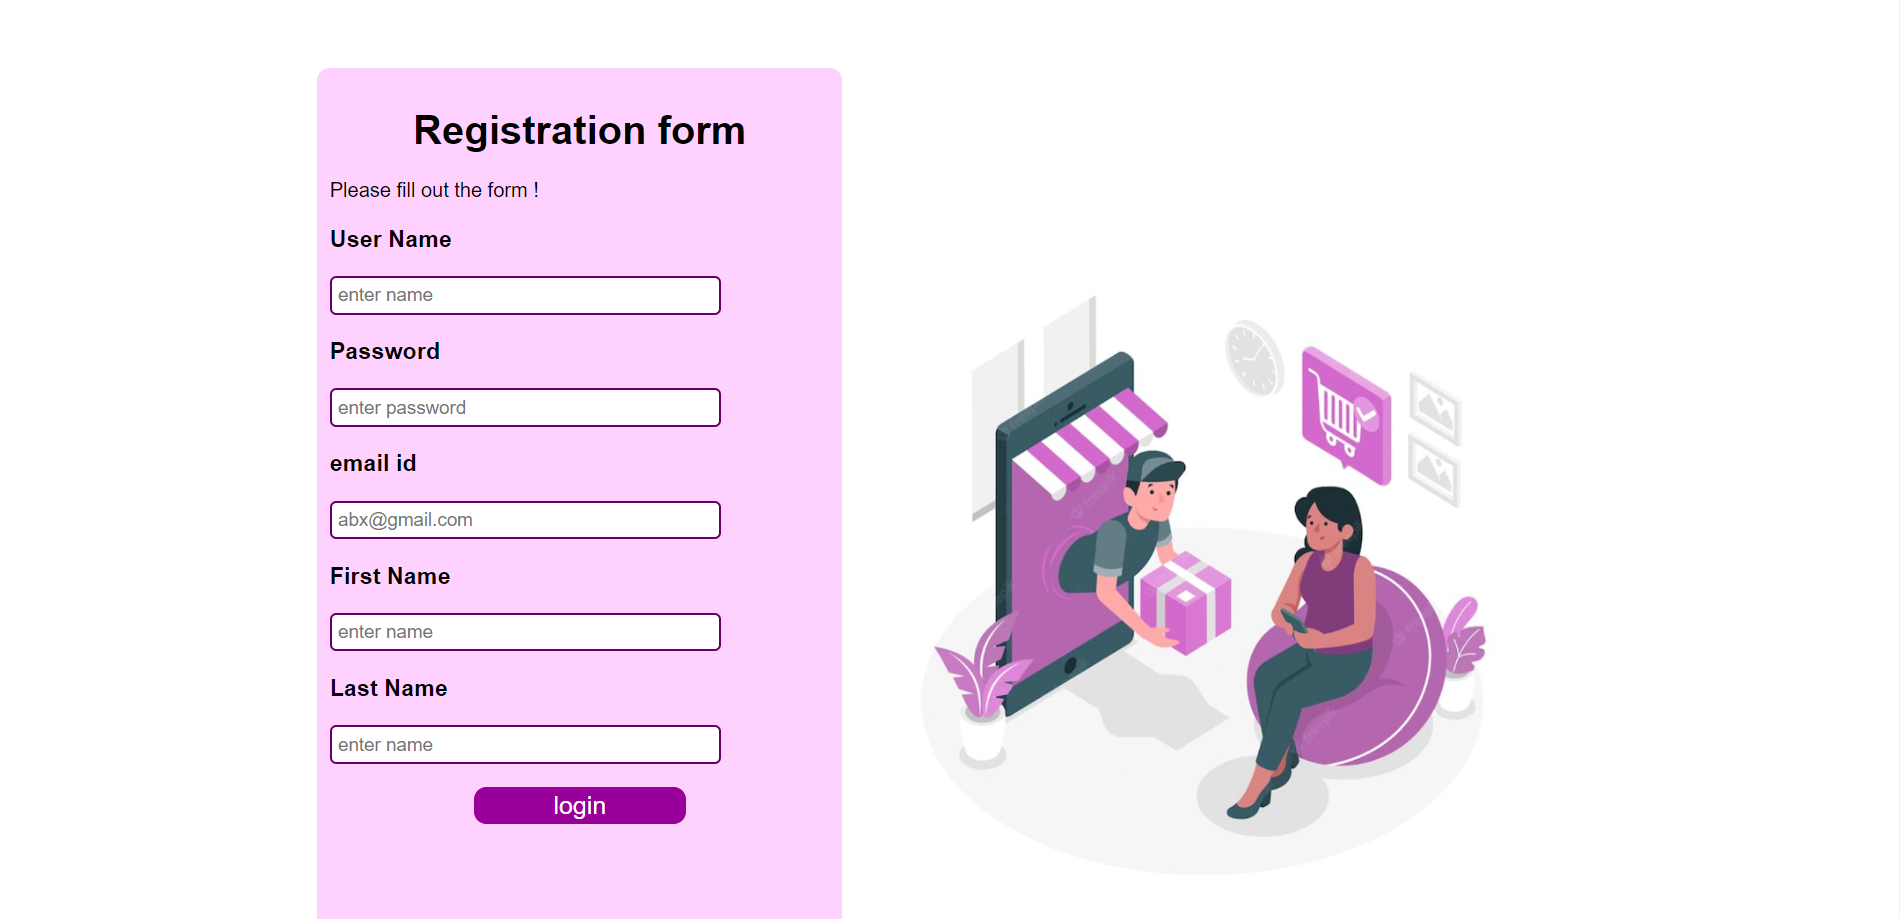 Registration form
Please fill out the form !
User Name
enter name
Password
enter password
email id
abx@gmail.com
First Name
enter name
Last Name
enter name
login